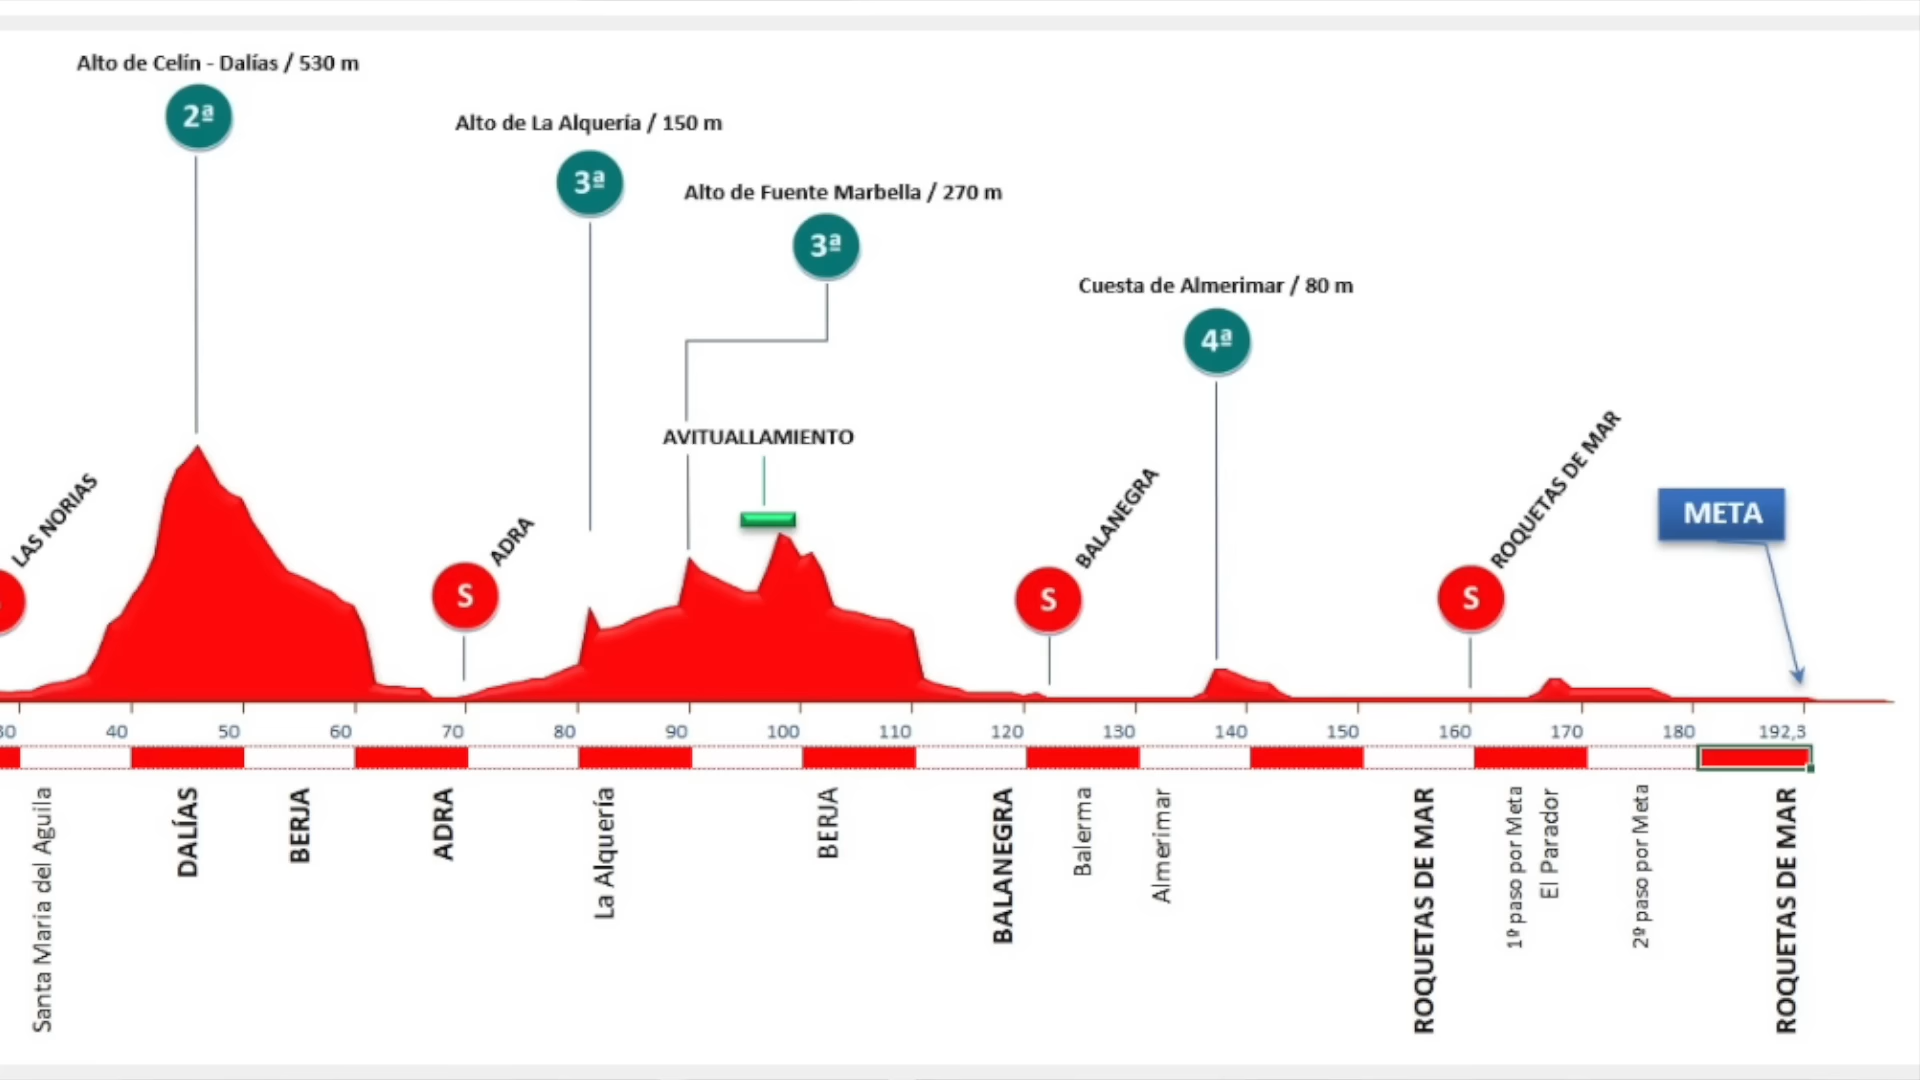 Alto de Celín - Dalías / 530 m
2ª
Alto de La Alquería / 150 m
3ª
Alto de Fuente Marbella / 270 m
3ª
Cuesta de Almerimar / 80 m
4ª
AVITUALLAMIENTO
LAS NORIAS
ADRA
S
BALANEGRA
S
ROQUETAS DE MAR
S
META
40 50 60 70 80 90 100 110 120 130 140 150 160 170 180 192,3
Santa Maria del Aguila
DALÍAS
BERJA
ADRA
La Alquería
BERJA
BALANEGRA
Balerma
Almerimar
ROQUETAS DE MAR
1º paso por Meta
El Parador
2º paso por Meta
ROQUETAS DE MAR